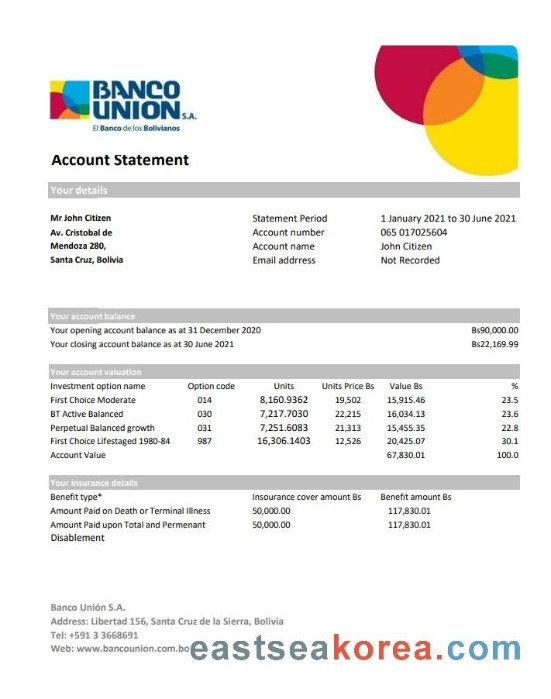 BANCO
UNION S.A.
El Banco de los Bolivianos
Account Statement
Your details
Mr John Citizen
Av. Cristobal de
Mendoza 280,
Santa Cruz, Bolivia
Statement Period 1 January 2021 to 30 June 2021
Account number 065 017025604
Account name John Citizen
Email addrress Not Recorded
Your account balance
Your opening account balance as at 31 December 2020 Bs90,000.00
Your closing account balance as at 30 June 2021 Bs22,169.99
Your account valuation
Investment option name Option code Units Units Price Bs Value Bs %
First Choice Moderate 014 8,160.9362 19,502 15,915.46 23.5
BT Active Balanced 030 7,217.7030 22,215 16,034.13 23.6
Perpetual Balanced growth 031 7,251.6083 21,313 15,455.35 22.8
First Choice Lifestaged 1980-84 987 16,306.1403 12,526 20,425.07 30.1
Account Value 67,830.01 100.0
Your insurance details
Benefit type* Insourance cover amount Bs Benefit amount Bs
Amount Paid on Death or Terminal Illness 50,000.00 117,830.01
Amount Paid upon Total and Permenant 50,000.00 117,830.01
Disablement
Banco Unión S.A.
Address: Libertad 156, Santa Cruz de la Sierra, Bolivia
Tel: +591 3 3668691
Web: www.bancounion.com.bo
eastseakorea.com